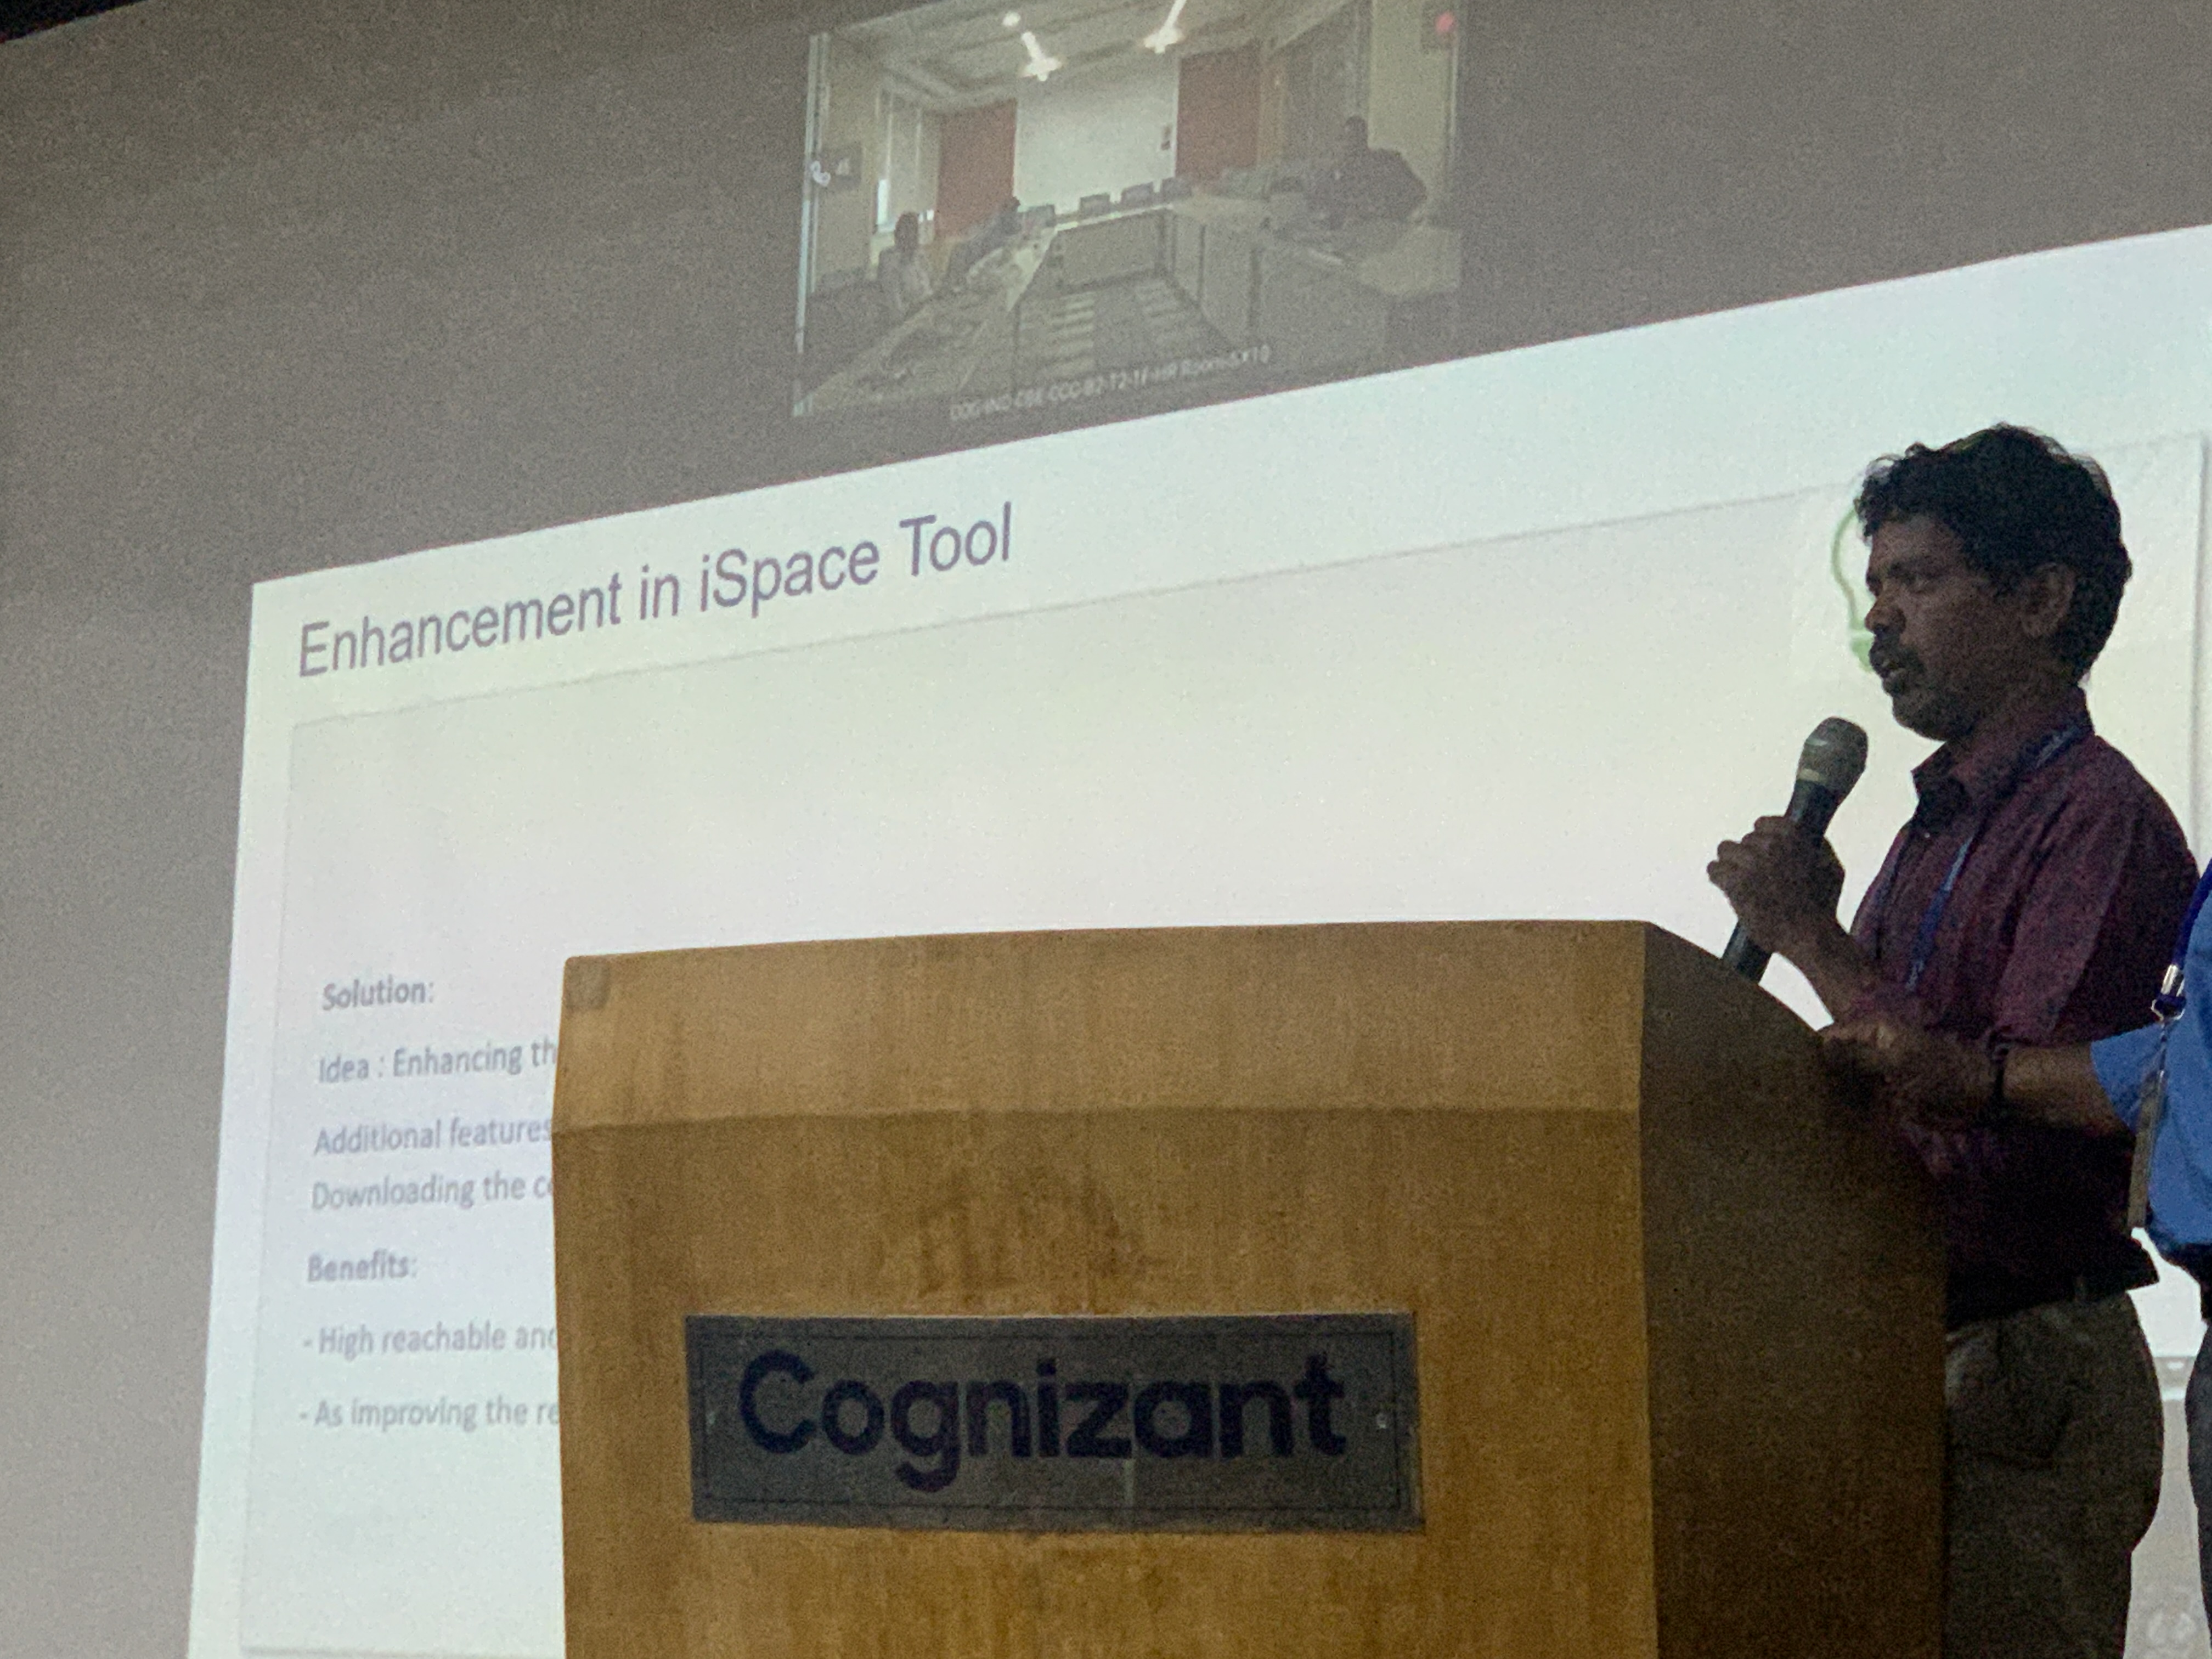 Enhancement in iSpace Tool
Solution:
Idea : Enhancing th
Additional features
Downloading the c
Benefits:
- High reachable and
- As improving the re
Cognizant